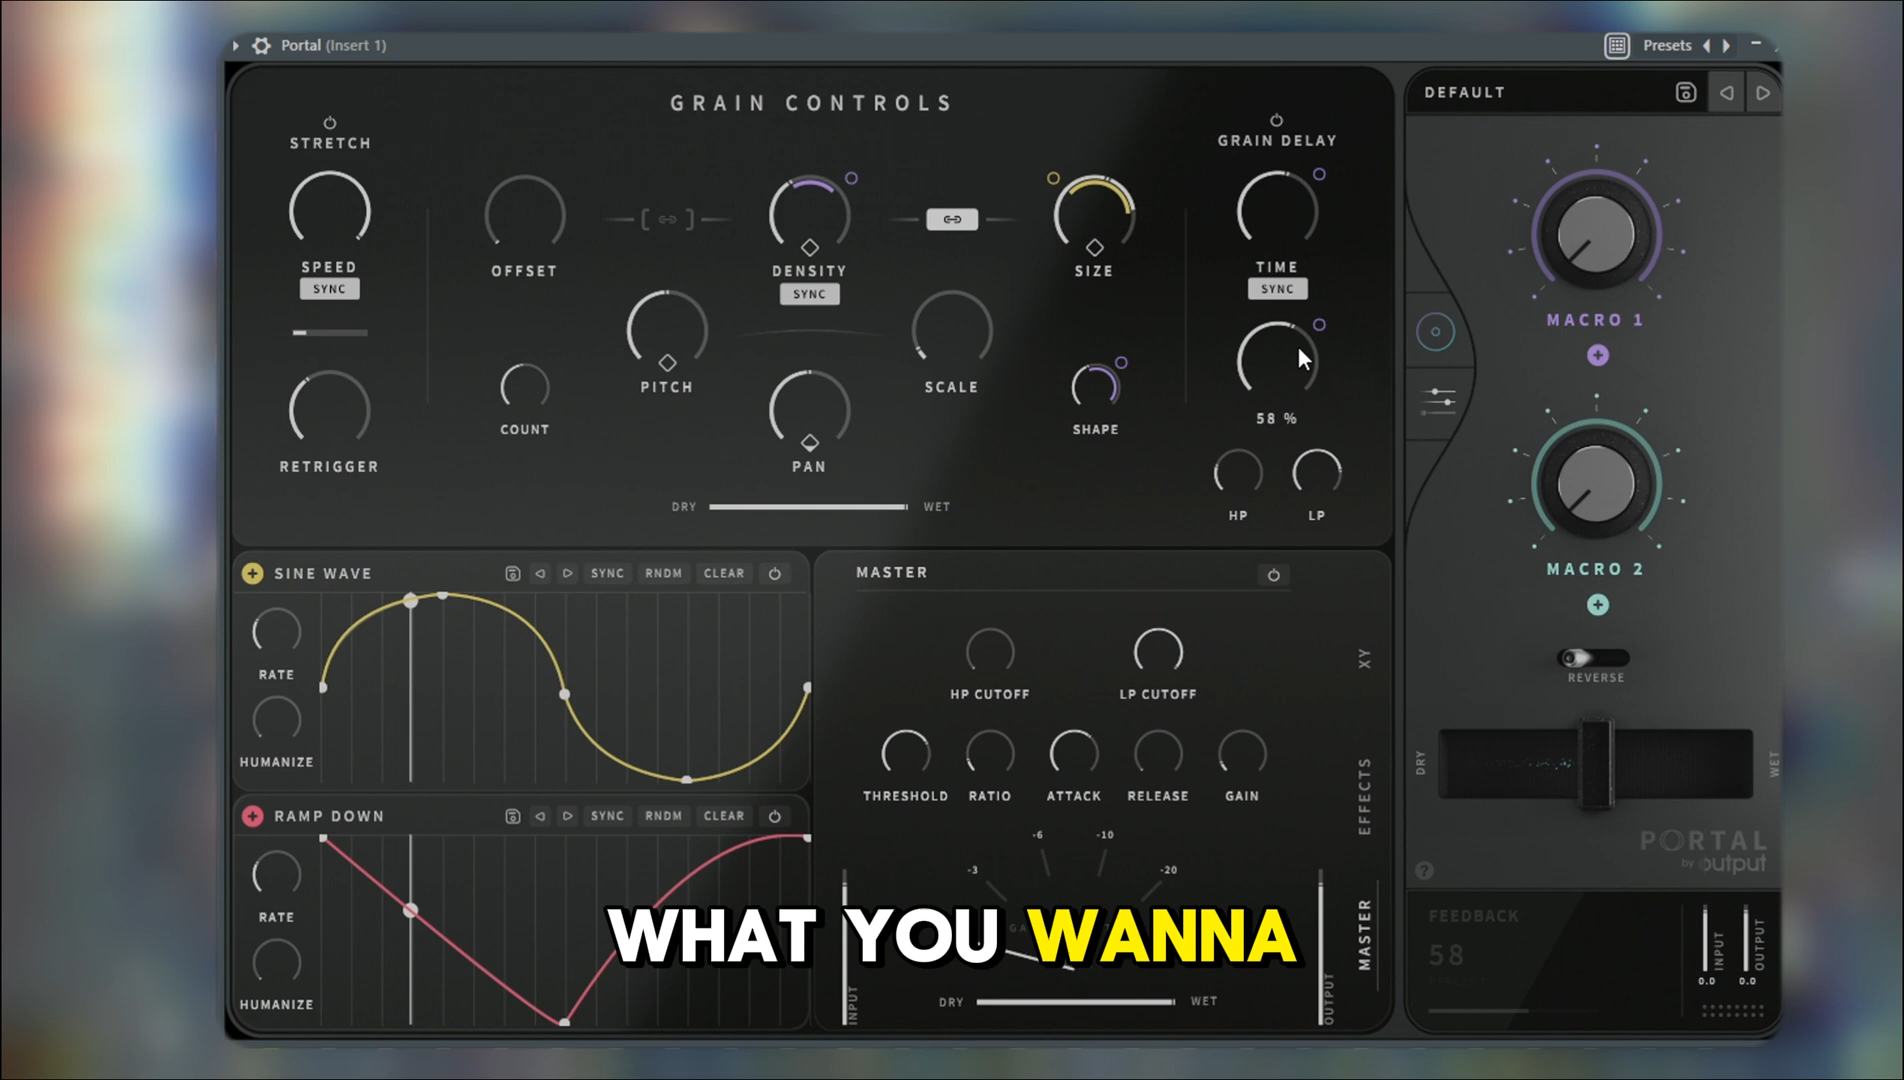 Portal (Insert 1)
Presets
GRAIN CONTROLS
DEFAULT
STRETCH
GRAIN DELAY
SPEED
SYNC
OFFSET
DENSITY
SYNC
SIZE
TIME
SYNC
MACRO 1
PITCH
SCALE
RETRIGGER
COUNT
PAN
SHAPE
58 %
HP
LP
DRY
WET
MACRO 2
REVERSE
SINE WAVE
SYNC
RNDM
CLEAR
RATE
HUMANIZE
MASTER
HP CUTOFF
LP CUTOFF
THRESHOLD
RATIO
ATTACK
RELEASE
GAIN
XY
EFFECTS
MASTER
-3
-6
-10
-20
INPUT
OUTPUT
DRY
WET
RAMP DOWN
SYNC
RNDM
CLEAR
RATE
HUMANIZE
DRY
WET
PORTAL
by output
?
FEEDBACK
58
INPUT
OUTPUT
0.0
0.0
WHAT YOU WANNA